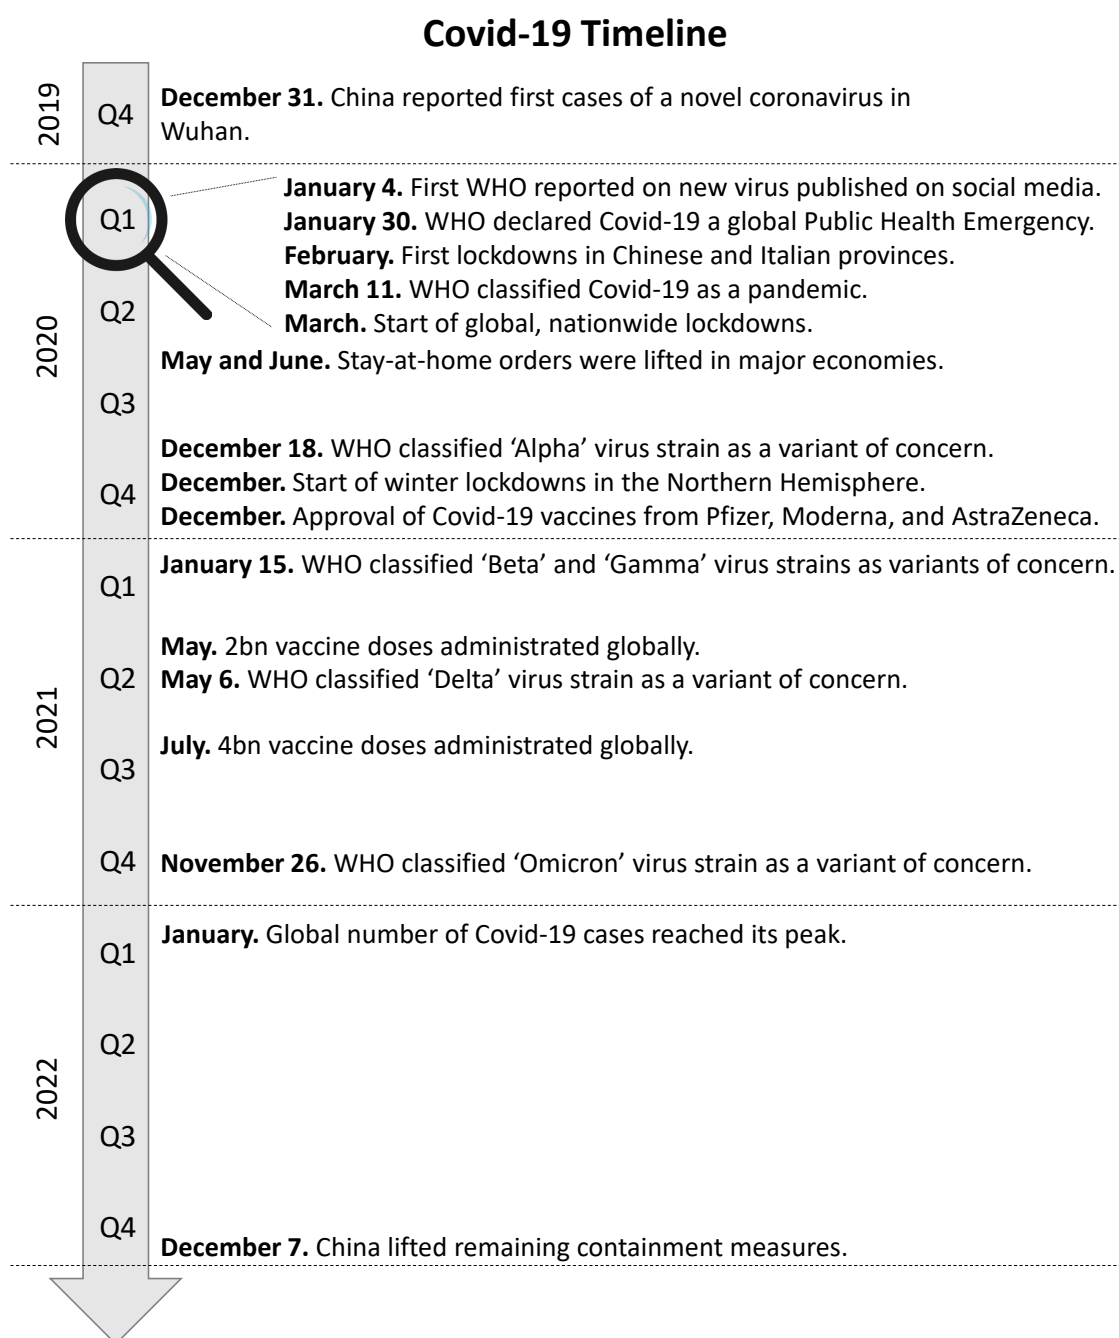 Covid-19 Timeline
2019
Q4
December 31. China reported first cases of a novel coronavirus in
Wuhan.
2020
Q1
January 4. First WHO reported on new virus published on social media.
January 30. WHO declared Covid-19 a global Public Health Emergency.
February. First lockdowns in Chinese and Italian provinces.
March 11. WHO classified Covid-19 as a pandemic.
March. Start of global, nationwide lockdowns.
Q2
May and June. Stay-at-home orders were lifted in major economies.
Q3
December 18. WHO classified ‘Alpha’ virus strain as a variant of concern.
Q4
December. Start of winter lockdowns in the Northern Hemisphere.
December. Approval of Covid-19 vaccines from Pfizer, Moderna, and AstraZeneca.
2021
Q1
January 15. WHO classified ‘Beta’ and ‘Gamma’ virus strains as variants of concern.
Q2
May. 2bn vaccine doses administrated globally.
May 6. WHO classified ‘Delta’ virus strain as a variant of concern.
Q3
July. 4bn vaccine doses administrated globally.
Q4
November 26. WHO classified ‘Omicron’ virus strain as a variant of concern.
2022
Q1
January. Global number of Covid-19 cases reached its peak.
Q2
Q3
Q4
December 7. China lifted remaining containment measures.